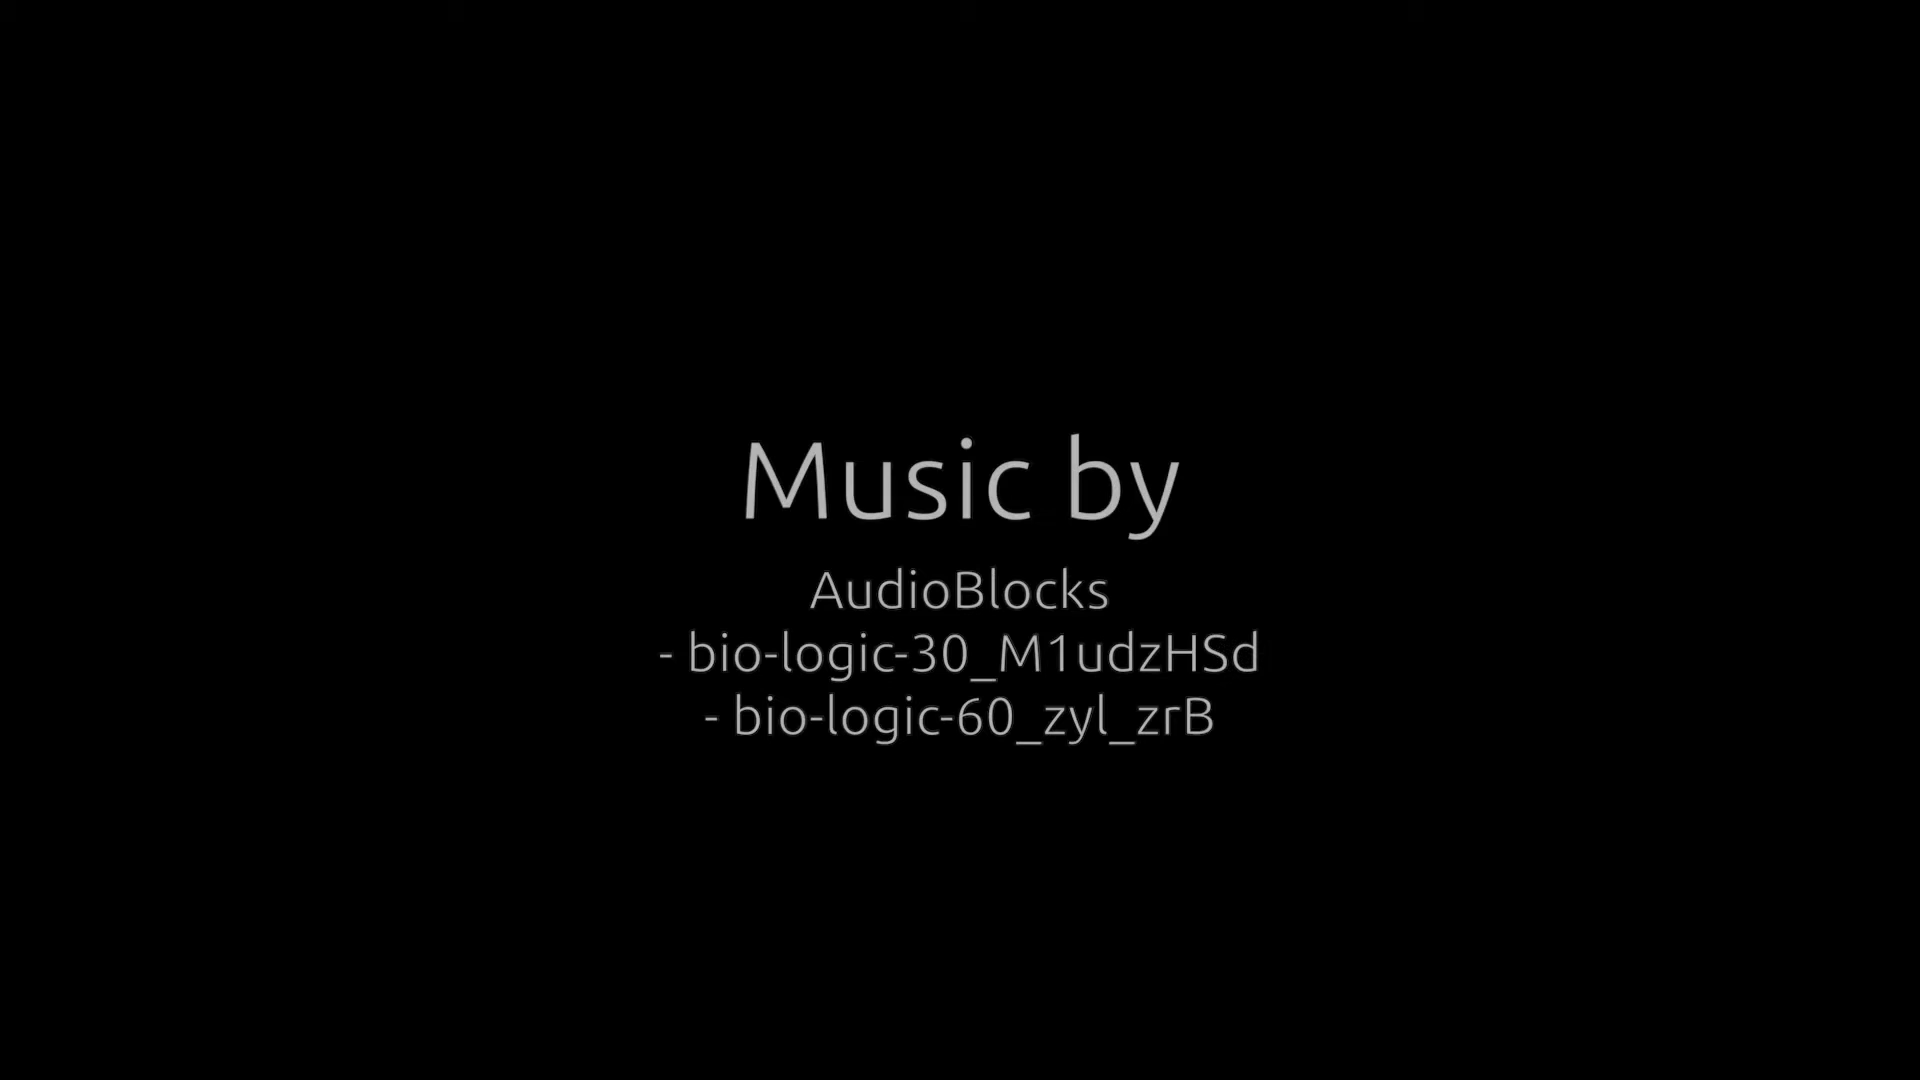 Music by
AudioBlocks
- bio-logic-30_M1udzHSd
- bio-logic-60_zyl_zrB